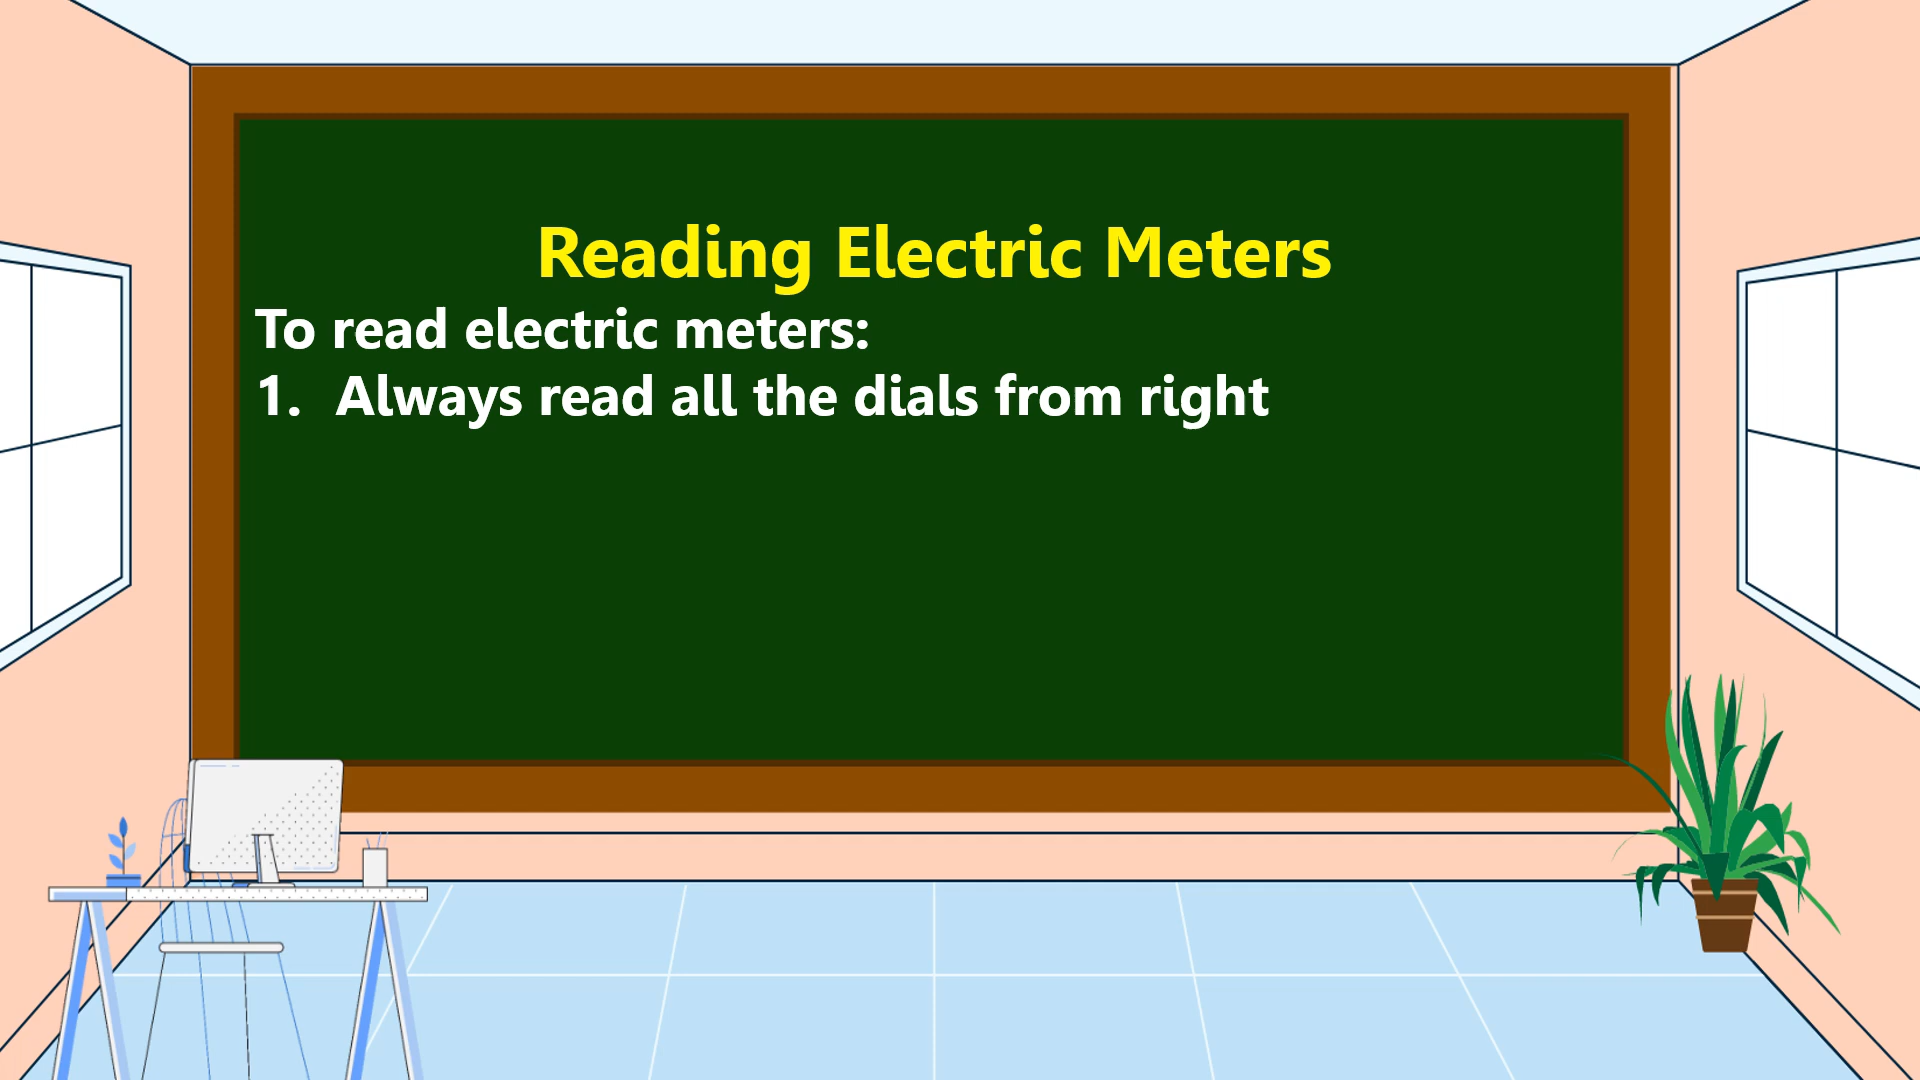 Reading Electric Meters
To read electric meters:
1. Always read all the dials from right